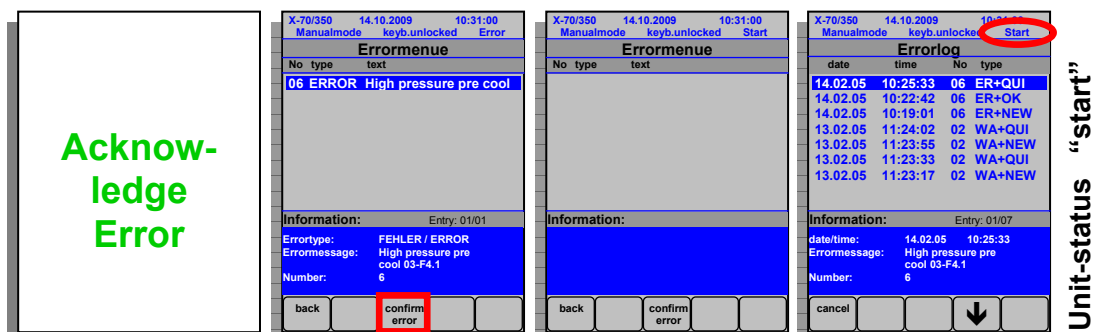 Acknow-
ledge
Error
X-70/350 14.10.2009 10:31:00
Manualmode keyb.unlocked Error
Errormenue
No type text
06 ERROR High pressure pre cool
Information: Entry: 01/01
Errortype: FEHLER / ERROR
Errormessage: High pressure pre
cool 03-F4.1
Number: 6
back confirm
error
X-70/350 14.10.2009 10:31:00
Manualmode keyb.unlocked Start
Errormenue
No type text
Information:
back confirm
error
X-70/350 14.10.2009 10:31:00
Manualmode keyb.unlocked Start
Errorlog
date time No type
14.02.05 10:25:33 06 ER+QUI
14.02.05 10:22:42 06 ER+OK
14.02.05 10:19:01 06 ER+NEW
13.02.05 11:24:02 02 WA+QUI
13.02.05 11:23:55 02 WA+NEW
13.02.05 11:23:33 02 WA+QUI
13.02.05 11:23:17 02 WA+NEW
Information: Entry: 01/07
date/time: 14.02.05 10:25:33
Errormessage: High pressure pre
cool 03-F4.1
Number: 6
cancel
Unit-status “start”